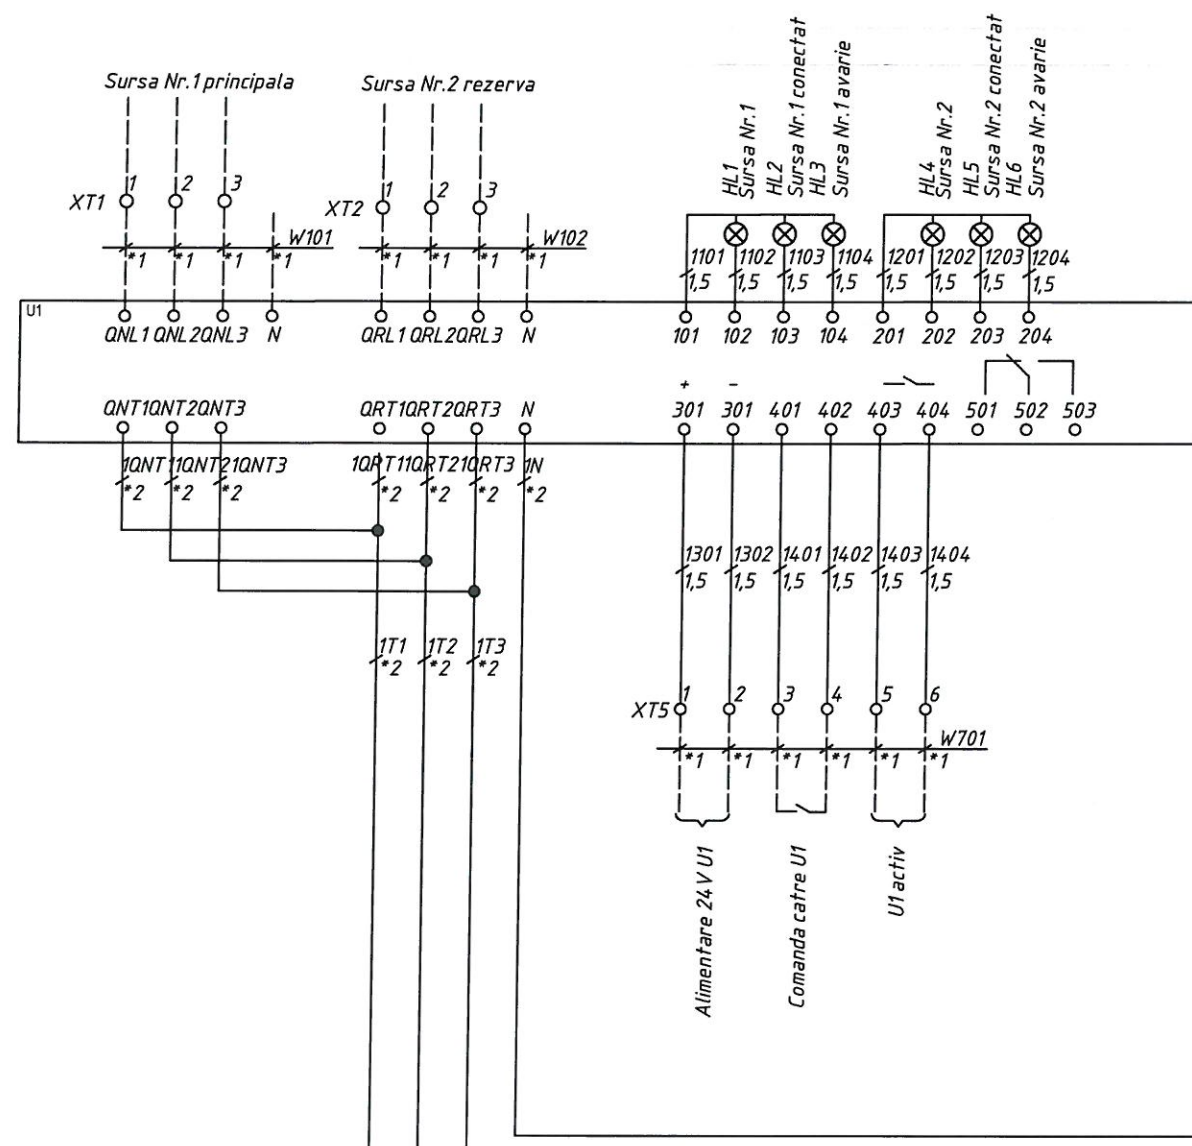 Sursa Nr.1 principala
Sursa Nr.2 rezerva
HL1
Sursa Nr.1
HL2
Sursa Nr.1 conectat
HL3
Sursa Nr.1 avarie
HL4
Sursa Nr.2
HL5
Sursa Nr.2 conectat
HL6
Sursa Nr.2 avarie
XT1 1 2 3
XT2 1 2 3
W101
*1 *1 *1 *1
W102
*1 *1 *1 *1
1101 1102 1103 1104 1201 1202 1203 1204
1,5 1,5 1,5 1,5 1,5 1,5 1,5 1,5
U1
QNL1 QNL2 QNL3 N QRL1 QRL2 QRL3 N 101 102 103 104 201 202 203 204
+ -
QNT1 QNT2 QNT3 QRT1 QRT2 QRT3 N 301 301 401 402 403 404 501 502 503
1QNT1 1QNT2 1QNT3 1QRT1 1QRT2 1QRT3 1N
*2 *2 *2 *2 *2 *2 *2
1301 1302 1401 1402 1403 1404
1,5 1,5 1,5 1,5 1,5 1,5
1T1 1T2 1T3
*2 *2 *2
XT5 1 2 3 4 5 6
W701
*1 *1 *1 *1 *1 *1
Alimentare 24V U1
Comanda catre U1
U1 activ